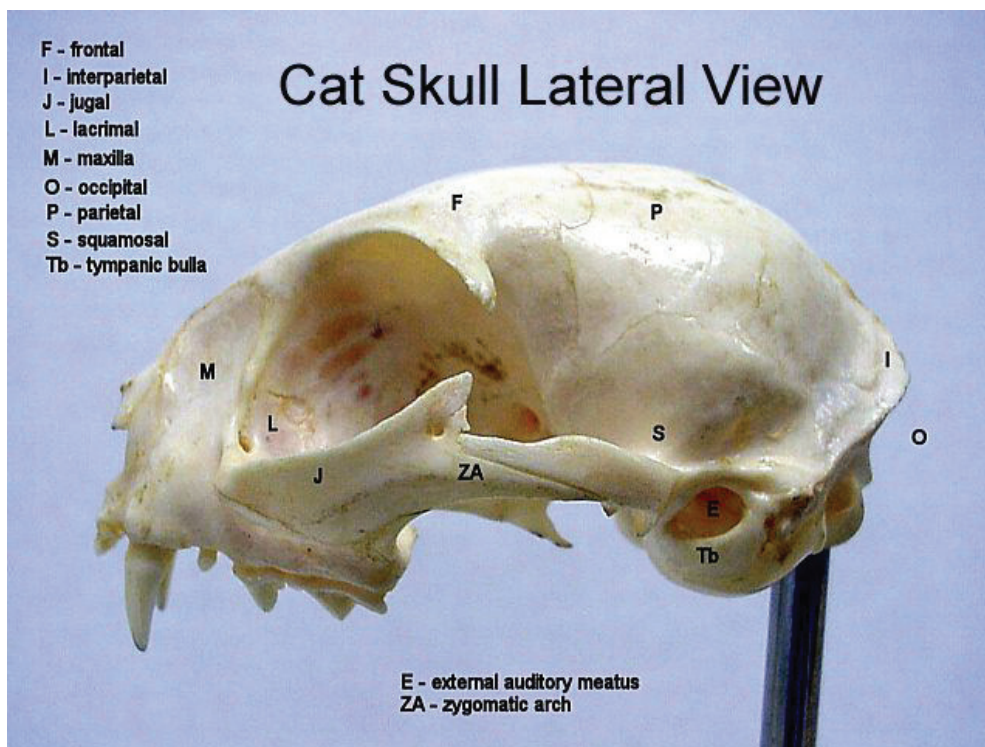 F - frontal
I - interparietal
J - jugal
L - lacrimal
M - maxilla
O - occipital
P - parietal
S - squamosal
Tb - tympanic bulla
Cat Skull Lateral View
F
P
M
I
L
S
O
J
ZA
E
Tb
E - external auditory meatus
ZA - zygomatic arch